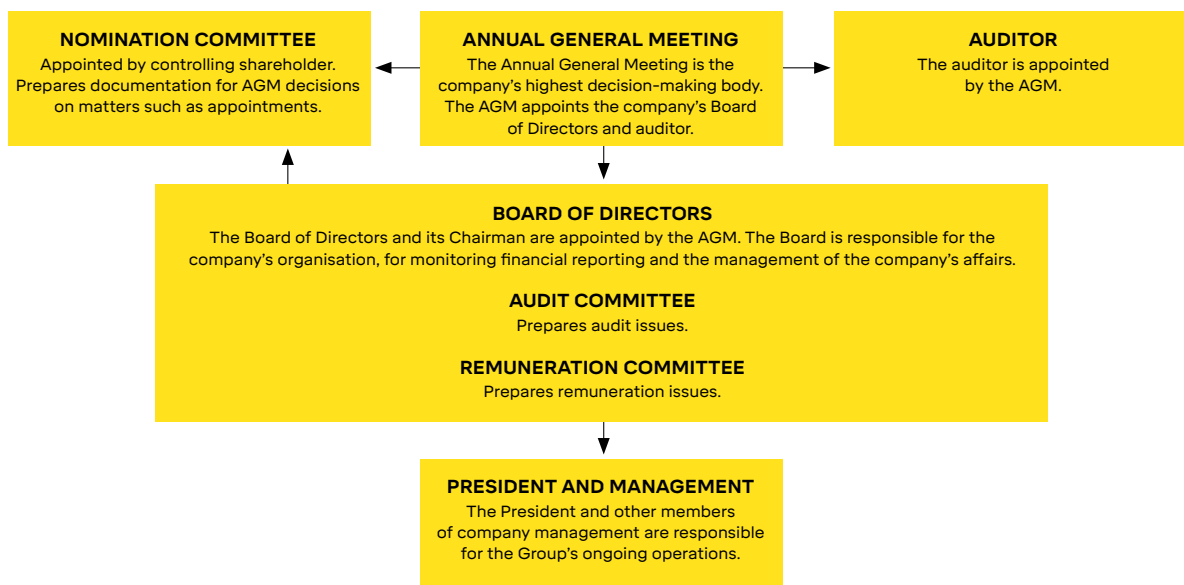 NOMINATION COMMITTEE
Appointed by controlling shareholder.
Prepares documentation for AGM decisions
on matters such as appointments.
ANNUAL GENERAL MEETING
The Annual General Meeting is the
company's highest decision-making body.
The AGM appoints the company's Board
of Directors and auditor.
AUDITOR
The auditor is appointed
by the AGM.
BOARD OF DIRECTORS
The Board of Directors and its Chairman are appointed by the AGM. The Board is responsible for the
company's organisation, for monitoring financial reporting and the management of the company's affairs.
AUDIT COMMITTEE
Prepares audit issues.
REMUNERATION COMMITTEE
Prepares remuneration issues.
PRESIDENT AND MANAGEMENT
The President and other members
of company management are responsible
for the Group's ongoing operations.